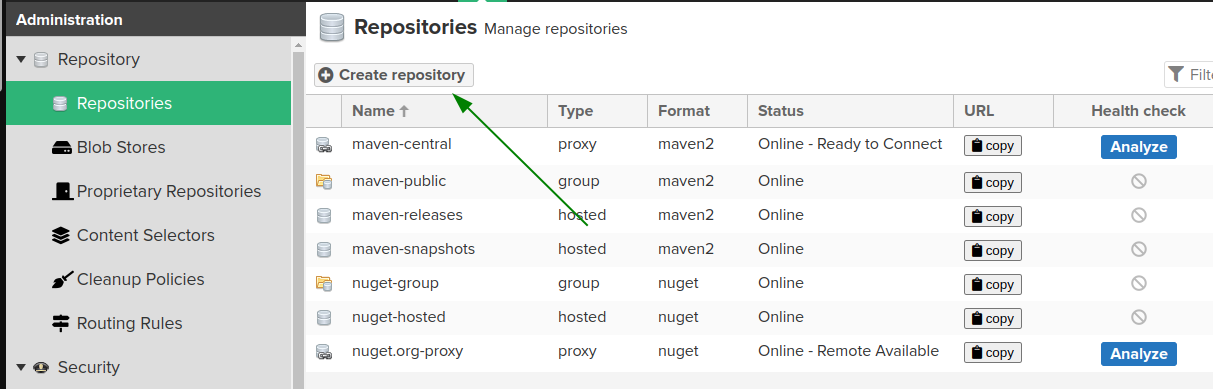 Administration
Repository
Repositories
Blob Stores
Proprietary Repositories
Content Selectors
Cleanup Policies
Routing Rules
Security
Repositories Manage repositories
Create repository
Filte
Name Type Format Status URL Health check
maven-central proxy maven2 Online - Ready to Connect copy Analyze
maven-public group maven2 Online copy
maven-releases hosted maven2 Online copy
maven-snapshots hosted maven2 Online copy
nuget-group group nuget Online copy
nuget-hosted hosted nuget Online copy
nuget.org-proxy proxy nuget Online - Remote Available copy Analyze